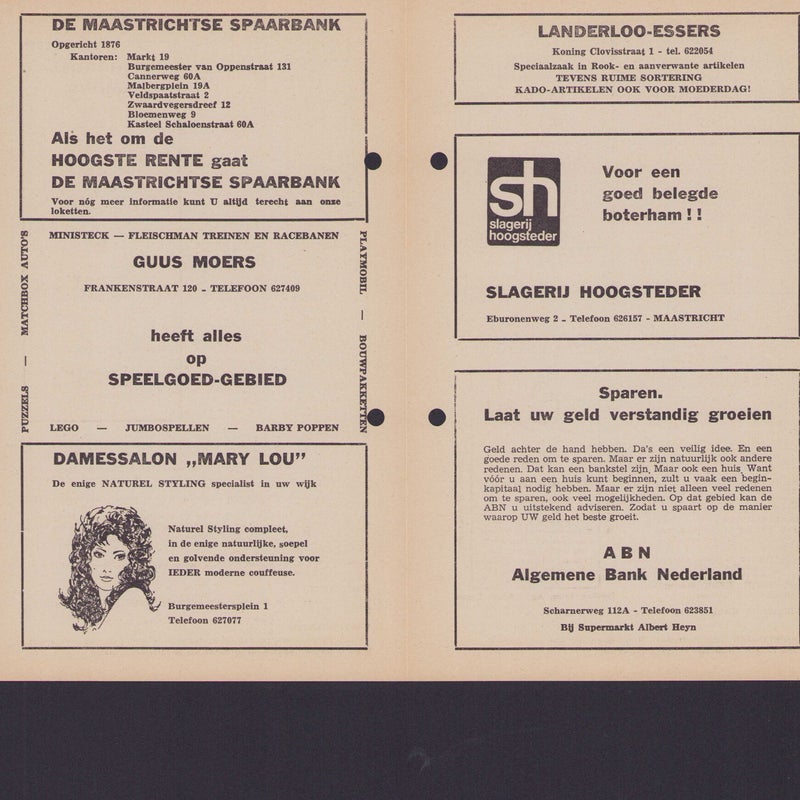 DE MAASTRICHTSE SPAARBANK
Opgericht 1876
Kantoren: Markt 19
Burgemeester van Oppenstraat 131
Cannerweg 60A
Malbergplein 19A
Veldspaatstraat 2
Zwaardvegersdreef 12
Bloemenweg 9
Kasteel Schaloenstraat 60A
Als het om de
HOOGSTE RENTE gaat
DE MAASTRICHTSE SPAARBANK
Voor nóg meer informatie kunt U altijd terecht aan onze
loketten.
MINISTECK — FLEISCHMAN TREINEN EN RACEBANEN
PUZZELS — MATCHBOX AUTO'S
PLAYMOBIL — BOUWPAKKETTEN
GUUS MOERS
FRANKENSTRAAT 120 - TELEFOON 627409
heeft alles
op
SPEELGOED-GEBIED
LEGO — JUMBOSPELLEN — BARBY POPPEN
DAMESSALON „MARY LOU”
De enige NATUREL STYLING specialist in uw wijk
Naturel Styling compleet,
in de enige natuurlijke, soepel
en golvende ondersteuning voor
IEDER moderne couffeuse.
Burgemeestersplein 1
Telefoon 627077
LANDERLOO-ESSERS
Koning Clovisstraat 1 - tel. 622054
Speciaalzaak in Rook- en aanverwante artikelen
TEVENS RUIME SORTERING
KADO-ARTIKELEN OOK VOOR MOEDERDAG!
sh
slagerij
hoogsteder
Voor een
goed belegde
boterham ! !
SLAGERIJ HOOGSTEDER
Eburonenweg 2 - Telefoon 626157 - MAASTRICHT
Sparen.
Laat uw geld verstandig groeien
Geld achter de hand hebben. Da's een veilig idee. En een
goede reden om te sparen. Maar er zijn natuurlijk ook andere
redenen. Dat kan een bankstel zijn. Maar ook een huis. Want
vóór u aan een huis kunt beginnen, zult u vaak een begin-
kapitaal nodig hebben. Maar er zijn niet alleen veel redenen
om te sparen, ook veel mogelijkheden. Op dat gebied kan de
ABN u uitstekend adviseren. Zodat u spaart op de manier
waarop UW geld het beste groeit.
A B N
Algemene Bank Nederland
Scharnerweg 112A - Telefoon 623851
Bij Supermarkt Albert Heyn